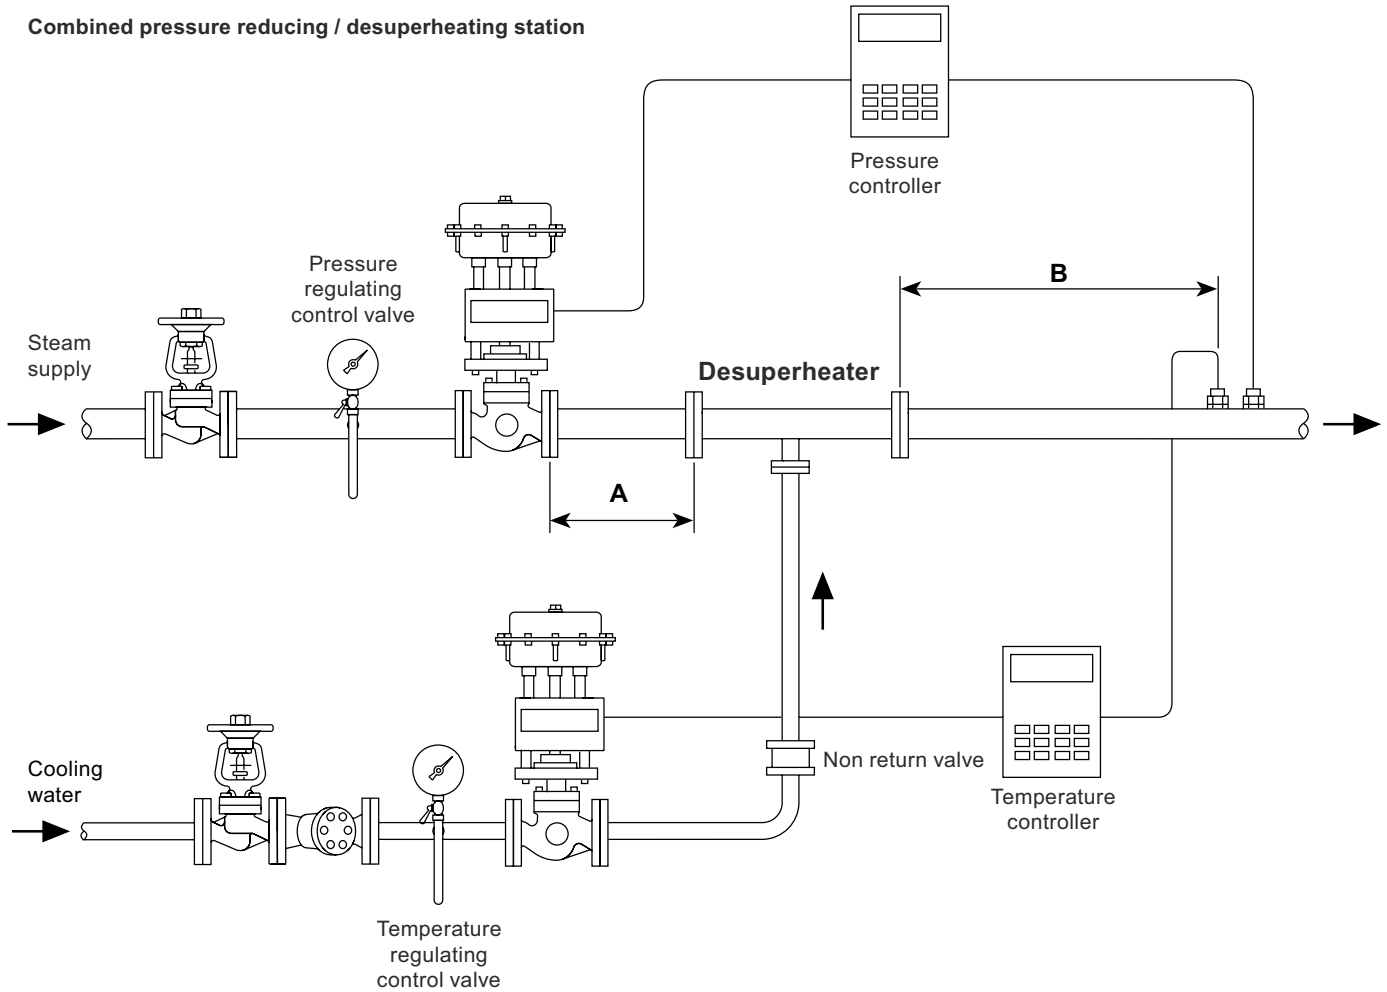 Combined pressure reducing / desuperheating station
Pressure
controller
Pressure
regulating
control valve
B
Steam
supply
Desuperheater
A
Non return valve
Cooling
water
Temperature
controller
Temperature
regulating
control valve